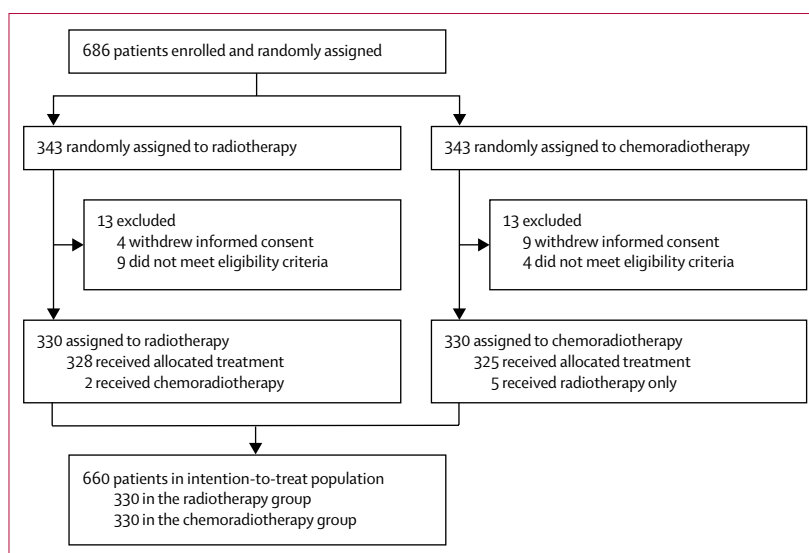 686 patients enrolled and randomly assigned
343 randomly assigned to radiotherapy
343 randomly assigned to chemoradiotherapy
13 excluded
4 withdrew informed consent
9 did not meet eligibility criteria
13 excluded
9 withdrew informed consent
4 did not meet eligibility criteria
330 assigned to radiotherapy
328 received allocated treatment
2 received chemoradiotherapy
330 assigned to chemoradiotherapy
325 received allocated treatment
5 received radiotherapy only
660 patients in intention-to-treat population
330 in the radiotherapy group
330 in the chemoradiotherapy group